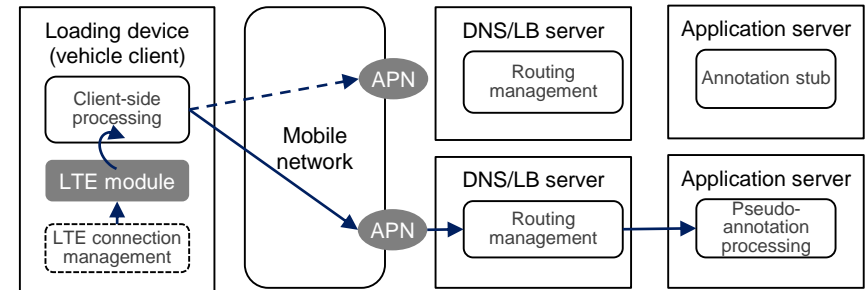 Loading device
(vehicle client)
Client-side
processing
LTE module
LTE connection
management
Mobile
network
APN
APN
DNS/LB server
Routing
management
Application server
Annotation stub
DNS/LB server
Routing
management
Application server
Pseudo-
annotation
processing